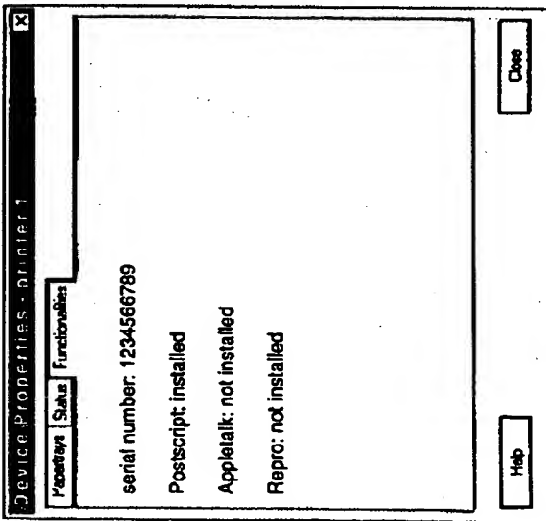 Device Properties - printer 1
Papertrays Status Functionalities
serial number: 1234566789
Postscript: installed
Appletalk: not installed
Repro: not installed
Help Close